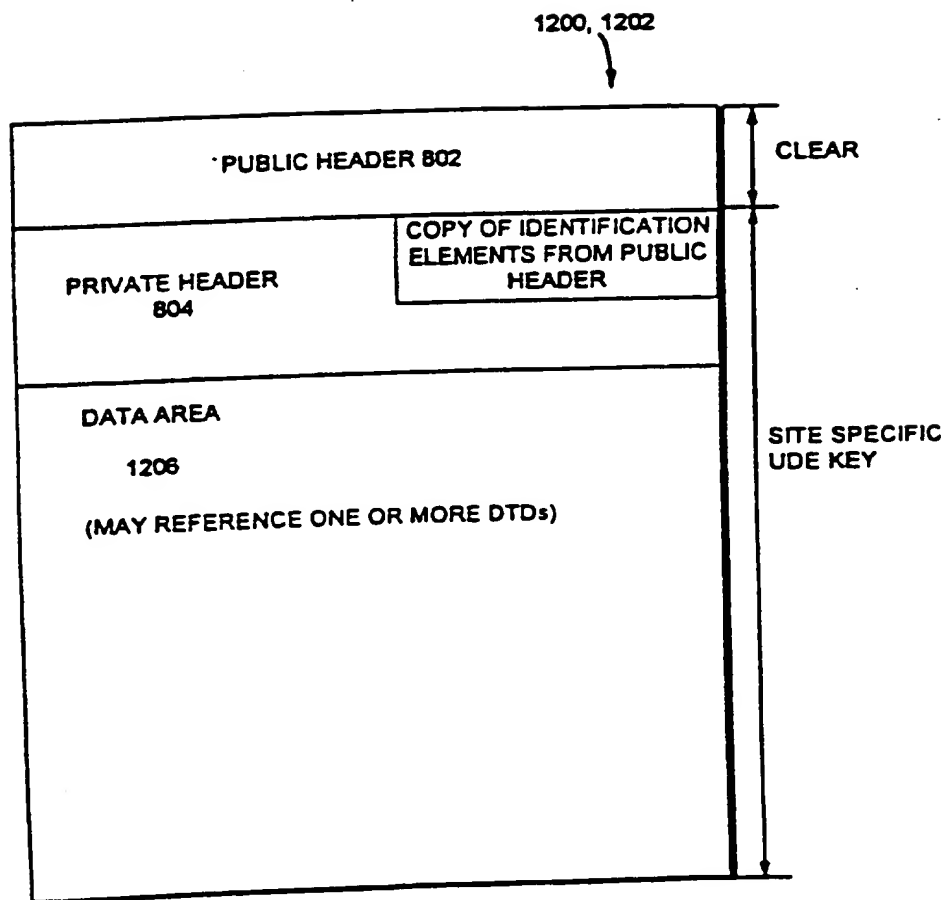 1200, 1202
PUBLIC HEADER 802
CLEAR
COPY OF IDENTIFICATION
ELEMENTS FROM PUBLIC
HEADER
PRIVATE HEADER
804
DATA AREA
1206
(MAY REFERENCE ONE OR MORE DTDs)
SITE SPECIFIC
UDE KEY